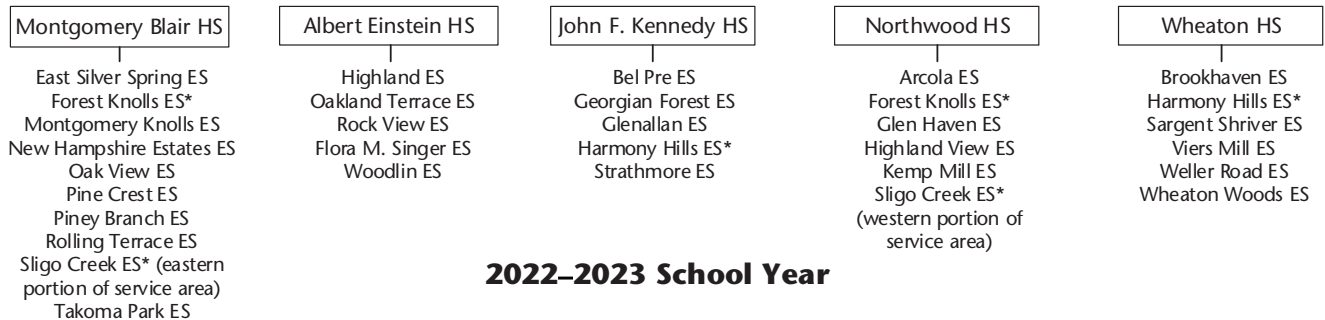 Montgomery Blair HS
East Silver Spring ES
Forest Knolls ES*
Montgomery Knolls ES
New Hampshire Estates ES
Oak View ES
Pine Crest ES
Piney Branch ES
Rolling Terrace ES
Sligo Creek ES* (eastern
portion of service area)
Takoma Park ES
Albert Einstein HS
Highland ES
Oakland Terrace ES
Rock View ES
Flora M. Singer ES
Woodlin ES
John F. Kennedy HS
Bel Pre ES
Georgian Forest ES
Glenallan ES
Harmony Hills ES*
Strathmore ES
Northwood HS
Arcola ES
Forest Knolls ES*
Glen Haven ES
Highland View ES
Kemp Mill ES
Sligo Creek ES*
(western portion of
service area)
Wheaton HS
Brookhaven ES
Harmony Hills ES*
Sargent Shriver ES
Viers Mill ES
Weller Road ES
Wheaton Woods ES
2022–2023 School Year